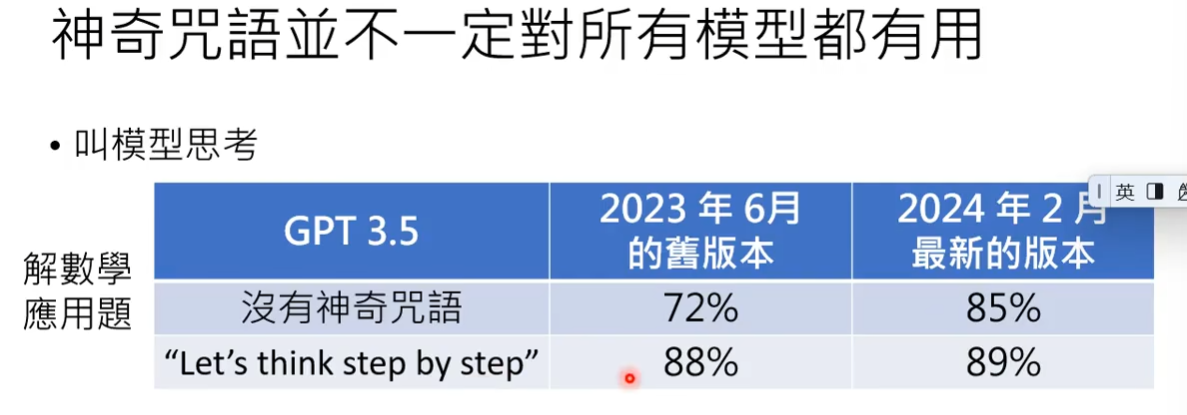 神奇咒語並不一定對所有模型都有用
• 叫模型思考
解數學
應用題
GPT 3.5
2023 年 6月
的舊版本
2024 年 2 月
最新的版本
英
沒有神奇咒語
72%
85%
“Let’s think step by step”
88%
89%